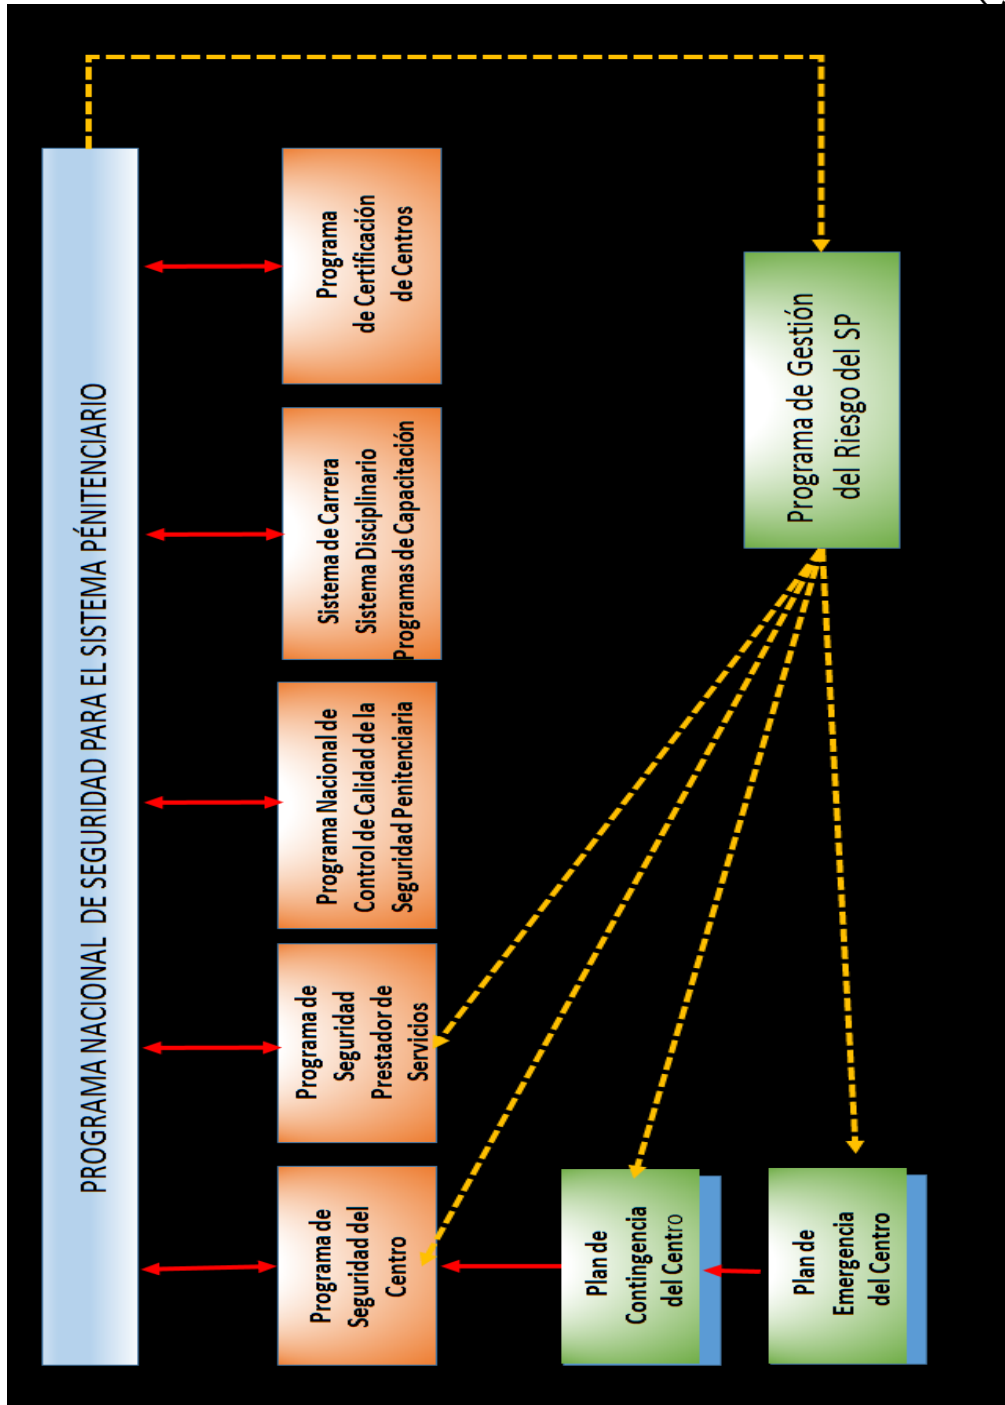 PROGRAMA NACIONAL DE SEGURIDAD PARA EL SISTEMA PÉNITENCIARIO
Programa de
Seguridad del
Centro
Programa de
Seguridad
Prestador de
Servicios
Programa Nacional de
Control de Calidad de la
Seguridad Penitenciaria
Sistema de Carrera
Sistema Disciplinario
Programas de Capacitación
Programa
de Certificación
de Centros
Plan de
Contingencia
del Centro
Plan de
Emergencia
del Centro
Programa de Gestión
del Riesgo del SP